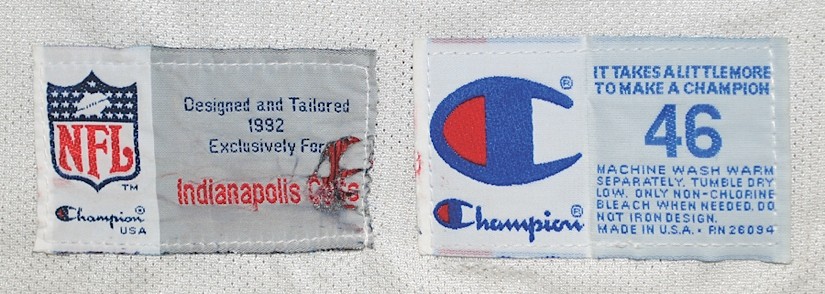 NFL
TM
Champion
USA
Designed and Tailored
1992
Exclusively For
Indianapolis
®
Champion®
IT TAKES A LITTLE MORE
TO MAKE A CHAMPION
46
MACHINE WASH WARM
SEPARATELY. TUMBLE DRY
LOW. ONLY NON-CHLORINE
BLEACH WHEN NEEDED. DO
NOT IRON DESIGN.
MADE IN U.S.A. • RN 26094